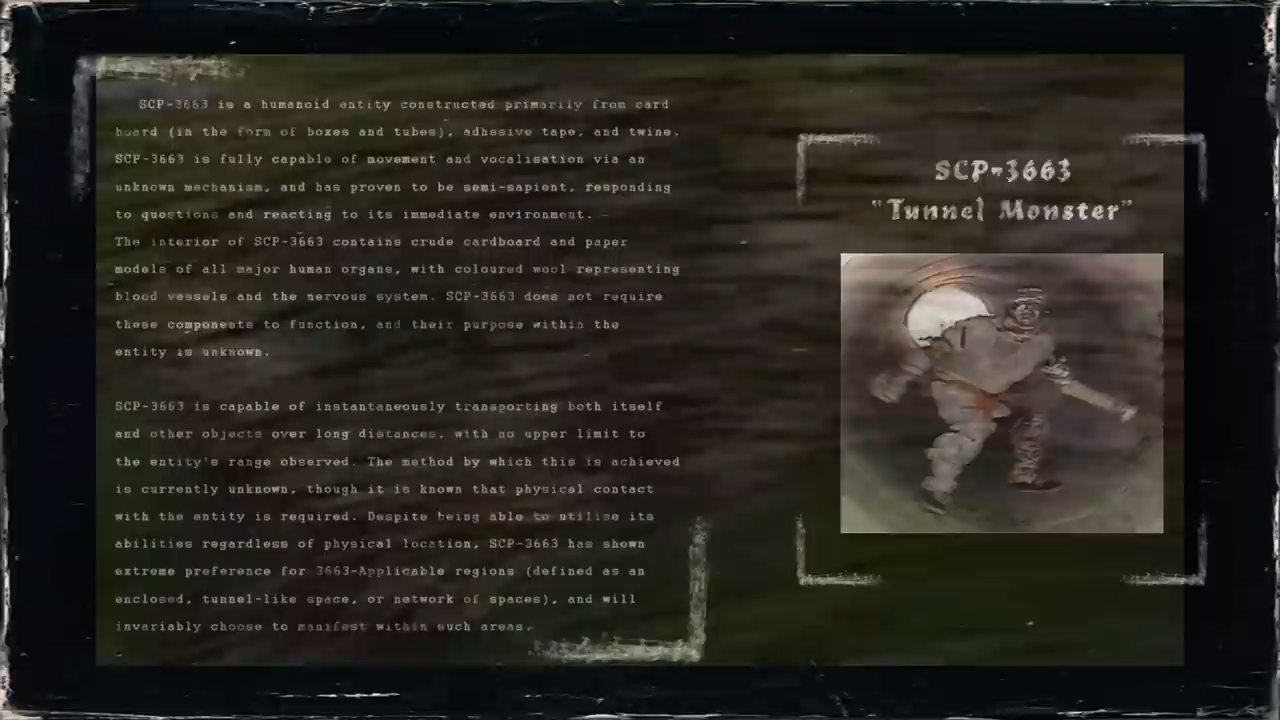 SCP-3663 is a humanoid entity constructed primarily from card
board (in the form of boxes and tubes), adhesive tape, and twine.
SCP-3663 is fully capable of movement and vocalisation via an
unknown mechanism, and has proven to be semi-sapient, responding
to questions and reacting to its immediate environment.
The interior of SCP-3663 contains crude cardboard and paper
models of all major human organs, with coloured wool representing
blood vessels and the nervous system. SCP-3663 does not require
these components to function, and their purpose within the
entity is unknown.
SCP-3663 is capable of instantaneously transporting both itself
and other objects over long distances, with no upper limit to
the entity's range observed. The method by which this is achieved
is currently unknown, though it is known that physical contact
with the entity is required. Despite being able to utilise its
abilities regardless of physical location, SCP-3663 has shown
extreme preference for 3663-Applicable regions (defined as an
enclosed, tunnel-like space, or network of spaces), and will
invariably choose to manifest within such areas.
SCP-3663
"Tunnel Monster"